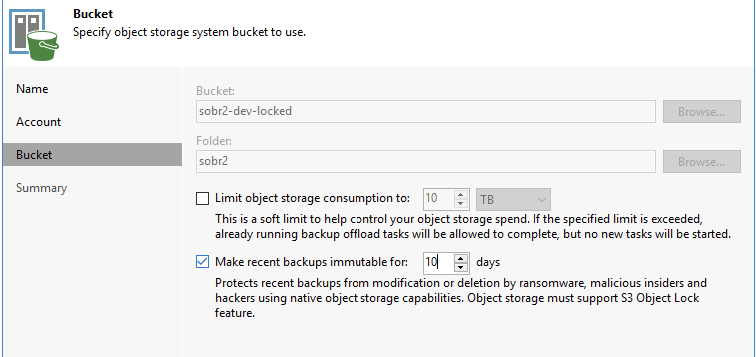 Bucket
Specify object storage system bucket to use.
Name
Account
Bucket
Summary
Bucket:
sobr2-dev-locked
Browse...
Folder:
sobr2
Browse...
Limit object storage consumption to: 10 TB
This is a soft limit to help control your object storage spend. If the specified limit is exceeded,
already running backup offload tasks will be allowed to complete, but no new tasks will be started.
Make recent backups immutable for: 10 days
Protects recent backups from modification or deletion by ransomware, malicious insiders and
hackers using native object storage capabilities. Object storage must support S3 Object Lock
feature.